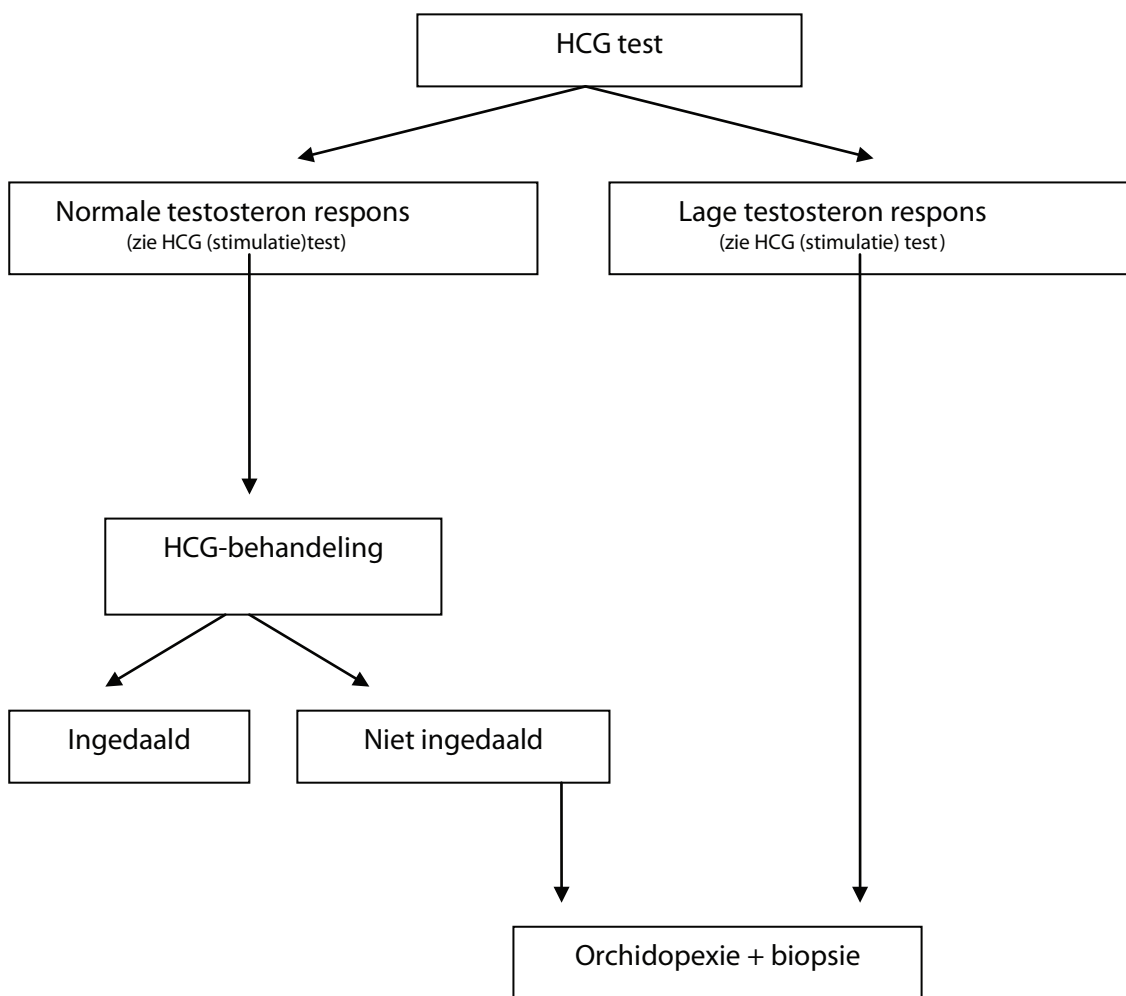 HCG test
Normale testosteron respons
(zie HCG (stimulatie)test)
Lage testosteron respons
(zie HCG (stimulatie) test)
HCG-behandeling
Ingedaald
Niet ingedaald
Orchidopexie + biopsie